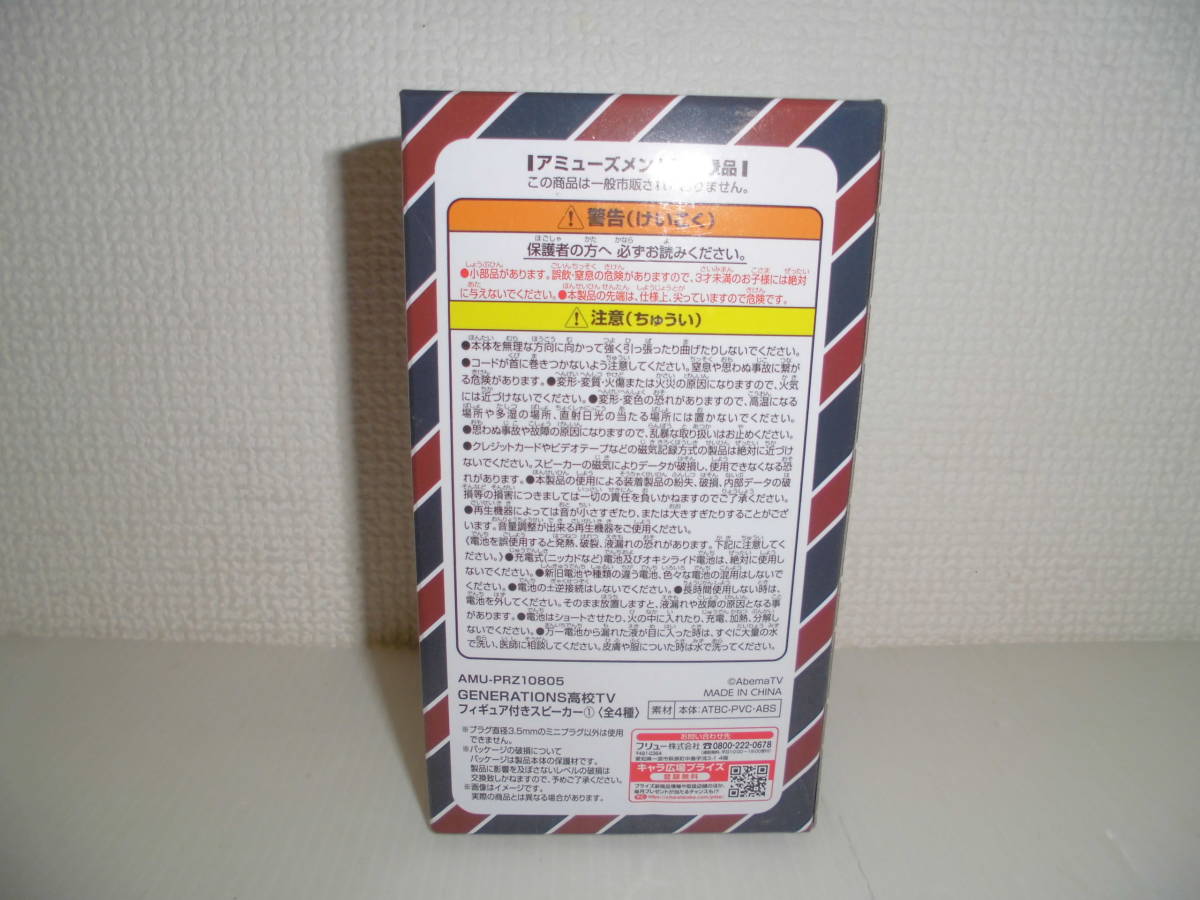 アミューズメン 景品
この商品は一般市販され おりません。
警告(けいこく)
保護者の方へ 必ずお読みください。
●小部品があります。誤飲・窒息の危険がありますので、3才未満のお子様には絶対
に与えないでください。●本製品の先端は、仕様上、尖っていますので危険です。
注意(ちゅうい)
●本体を無理な方向に向かって強く引っ張ったり曲げたりしないでください。
●コードが首に巻きつかないよう注意してください。窒息や思わぬ事故に繋が
る危険があります。●変形・変質・火傷または火災の原因になりますので、火気
には近づけないでください。●変形・変色の恐れがありますので、高温になる
場所や多湿の場所、直射日光の当たる場所には置かないでください。
●思わぬ事故や故障の原因になりますので、乱暴な取り扱いはお止めください。
●クレジットカードやビデオテープなどの磁気記録方式の製品は絶対に近づけ
ないでください。スピーカーの磁気によりデータが破損し、使用できなくなる恐
れがあります。●本製品の使用による装着製品の紛失、破損、内部データの破
損等の損害につきましては一切の責任を負いかねますのでご了承ください。
●再生機器によっては音が小さすぎたり、または大きすぎたりすることがござ
います。音量調整が出来る再生機器をご使用ください。
〈電池を誤使用すると発熱、破裂、液漏れの恐れがあります。下記に注意してく
ださい。〉●充電式(ニッカドなど)電池及びオキシライド電池は、絶対に使用し
ないでください。●新旧電池や種類の違う電池、色々な電池の混用はしないで
ください。●電池の±逆接続はしないでください。●長時間使用しない時は、
電池を外してください。そのまま放置しますと、液漏れや故障の原因となる事
があります。●電池はショートさせたり、火の中に入れたり、充電、加熱、分解し
ないでください。●万一電池から漏れた液が目に入った時は、すぐに大量の水
で洗い、医師に相談してください。皮膚や服についた時は水で洗ってください。
AMU-PRZ10805
©AbemaTV
MADE IN CHINA
GENERATIONS高校TV
フィギュア付きスピーカー①〈全4種〉
素材 本体:ATBC-PVC・ABS
※プラグ直径3.5mmのミニプラグ以外は使用
できません。
※パッケージの破損について
パッケージは製品本体の保護材です。
製品に影響を及ぼさないレベルの破損は
交換致しかねますので、予めご了承ください。
※画像はイメージです。
実際の商品とは異なる場合があります。
お問い合わせ先
フリュー株式会社 ☎0800-222-0678
キャラ広場プライズ
登録無料
プライズ新商品情報や取扱店舗のほか、
毎月プレゼントが当たるチャンスも!?